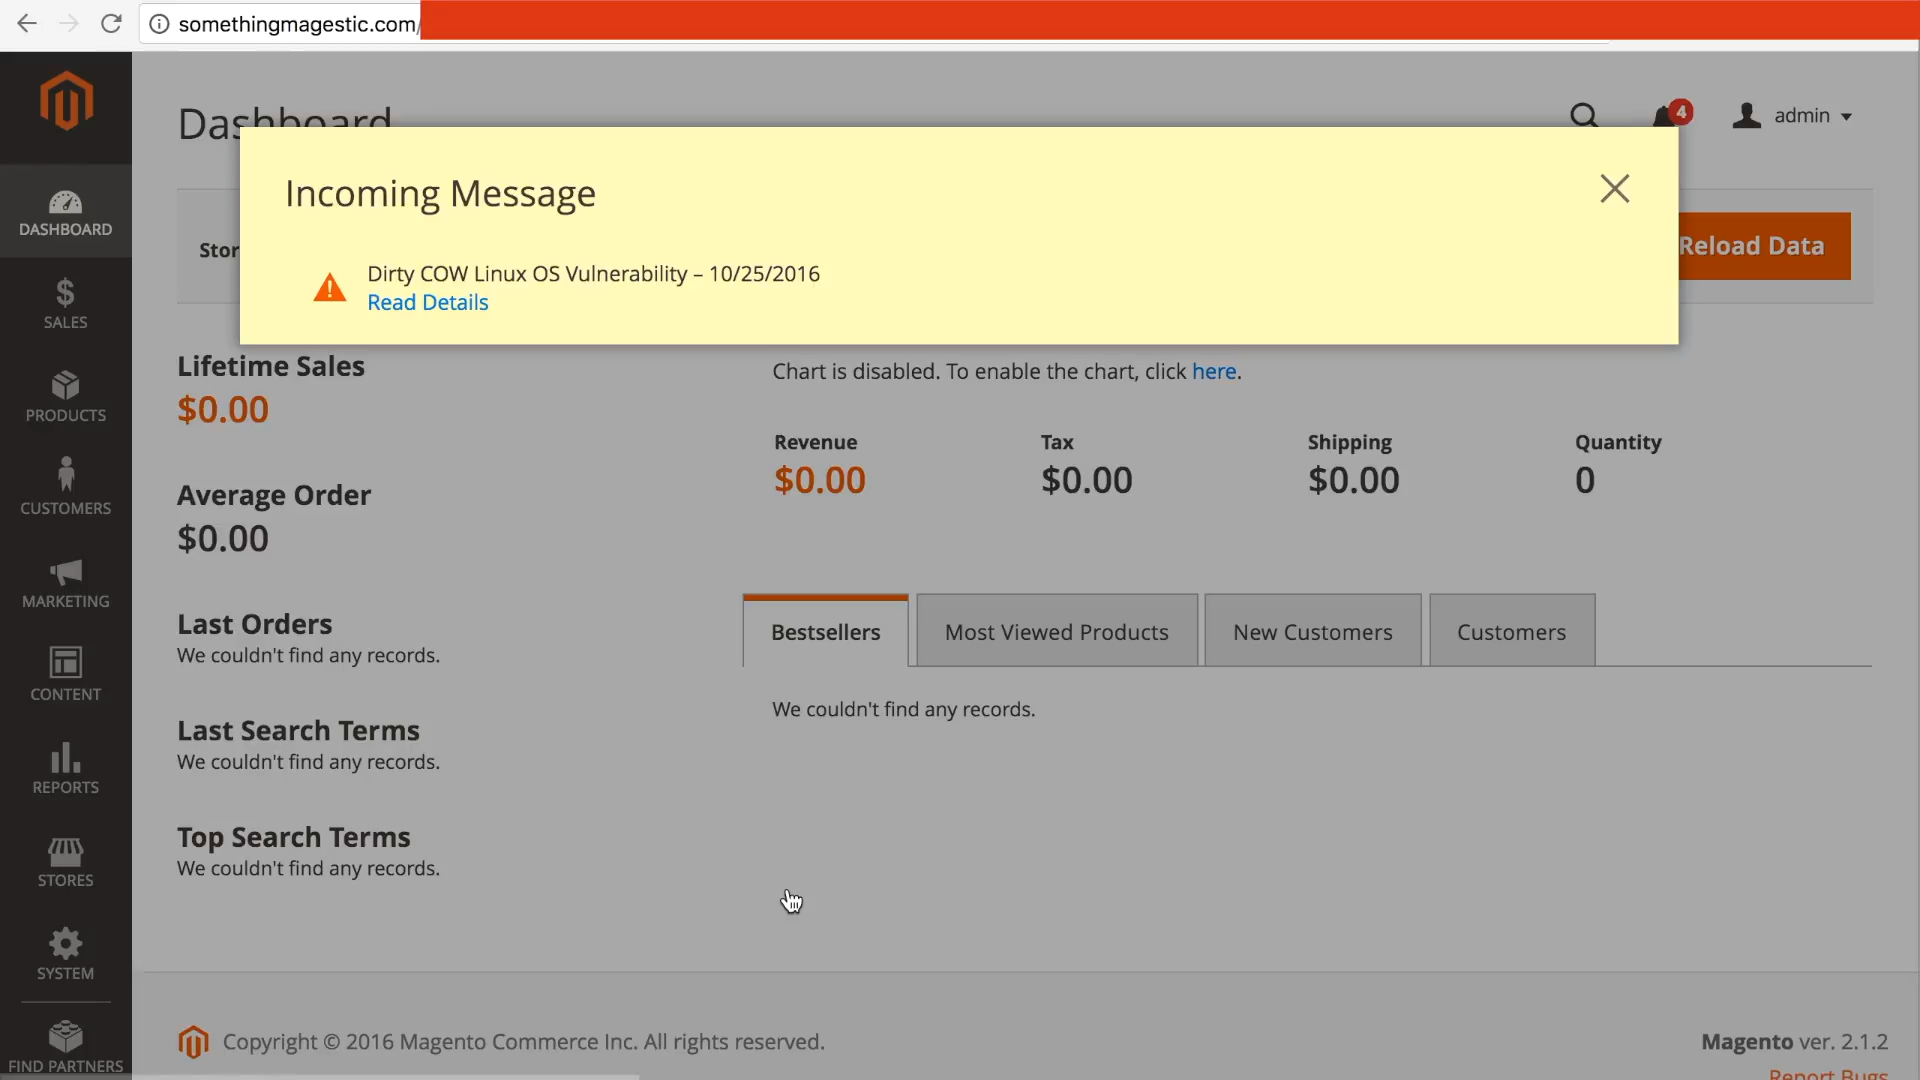 somethingmagestic.com/
Dashboard
4
admin
Incoming Message
Dirty COW Linux OS Vulnerability – 10/25/2016
Read Details
Stor
Reload Data
DASHBOARD
SALES
PRODUCTS
CUSTOMERS
MARKETING
CONTENT
REPORTS
STORES
SYSTEM
FIND PARTNERS
Lifetime Sales
$0.00
Average Order
$0.00
Last Orders
We couldn't find any records.
Last Search Terms
We couldn't find any records.
Top Search Terms
We couldn't find any records.
Chart is disabled. To enable the chart, click here.
Revenue Tax Shipping Quantity
$0.00 $0.00 $0.00 0
Bestsellers Most Viewed Products New Customers Customers
We couldn't find any records.
Copyright © 2016 Magento Commerce Inc. All rights reserved.
Magento ver. 2.1.2
Report Bugs